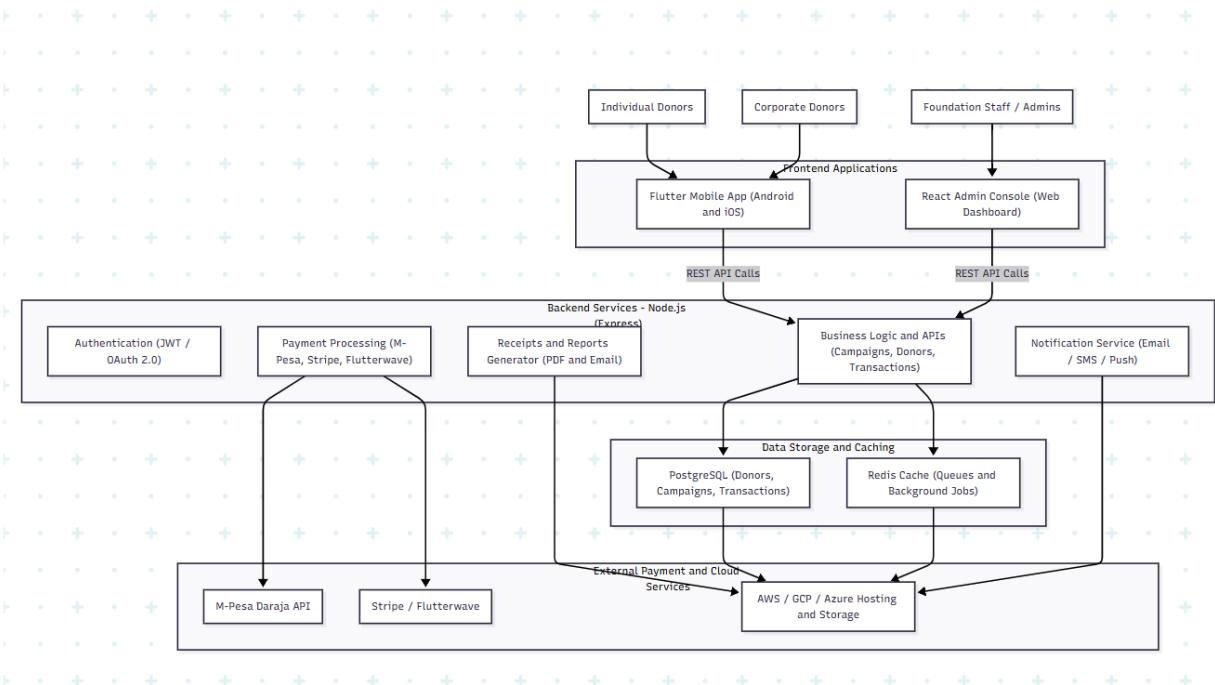 Individual Donors
Corporate Donors
Foundation Staff / Admins
Frontend Applications
Flutter Mobile App (Android
and iOS)
React Admin Console (Web
Dashboard)
REST API Calls
REST API Calls
Backend Services - Node.js
(Express)
Authentication (JWT /
OAuth 2.0)
Payment Processing (M-
Pesa, Stripe, Flutterwave)
Receipts and Reports
Generator (PDF and Email)
Business Logic and APIs
(Campaigns, Donors,
Transactions)
Notification Service (Email
/ SMS / Push)
Data Storage and Caching
PostgreSQL (Donors,
Campaigns, Transactions)
Redis Cache (Queues and
Background Jobs)
External Payment and Cloud
Services
M-Pesa Daraja API
Stripe / Flutterwave
AWS / GCP / Azure Hosting
and Storage